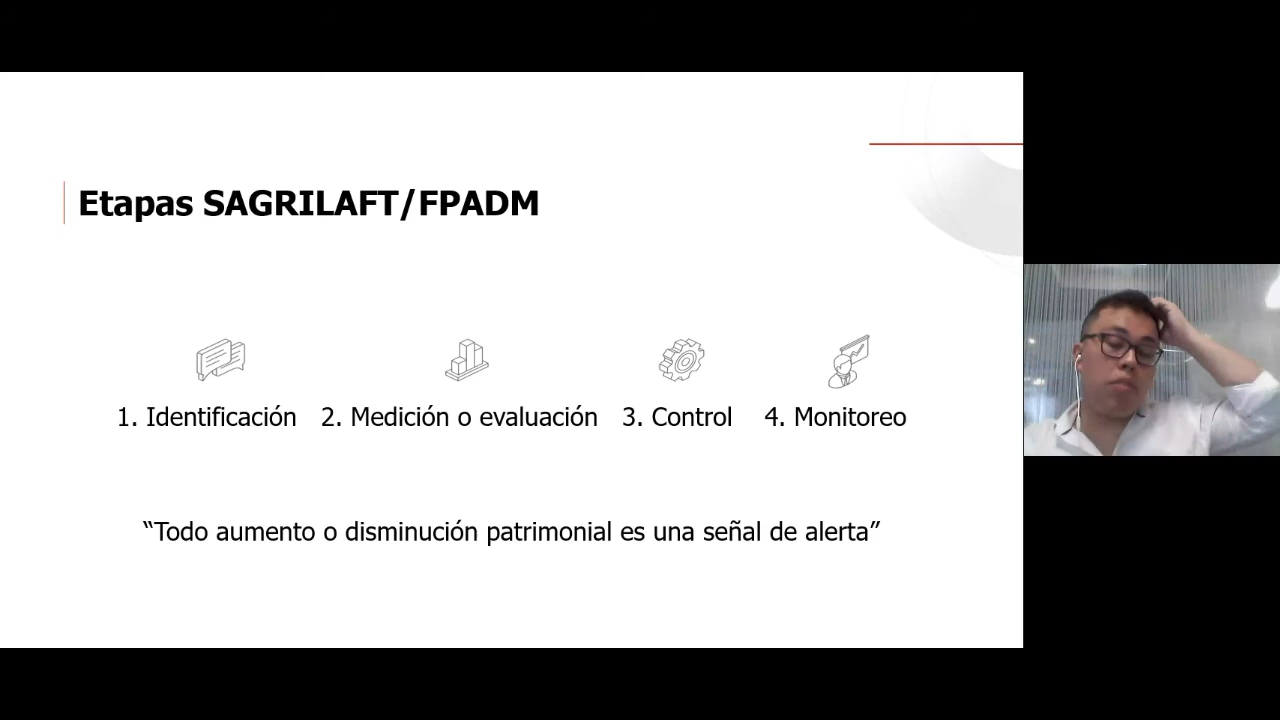 Etapas SAGRILAFT/FPADM
1. Identificación 2. Medición o evaluación 3. Control 4. Monitoreo
“Todo aumento o disminución patrimonial es una señal de alerta”